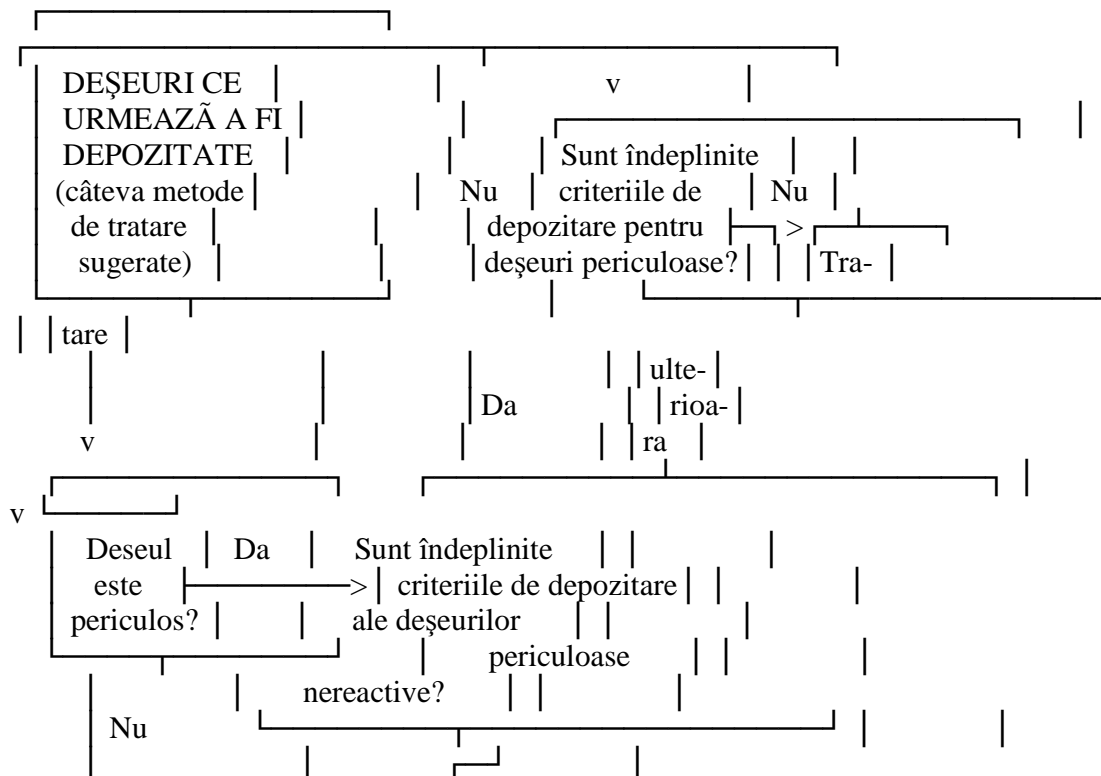 DEŞEURI CE v
URMEAZÃ A FI
DEPOZITATE Sunt îndeplinite
(câteva metode Nu criteriile de Nu
de tratare depozitare pentru >
sugerate) deşeuri periculoase? Tra-
tare
ulte-
Da rioa-
v ra
v
Deseul Da Sunt îndeplinite
este > criteriile de depozitare
periculos? ale deşeurilor
periculoase
nereactive?
Nu